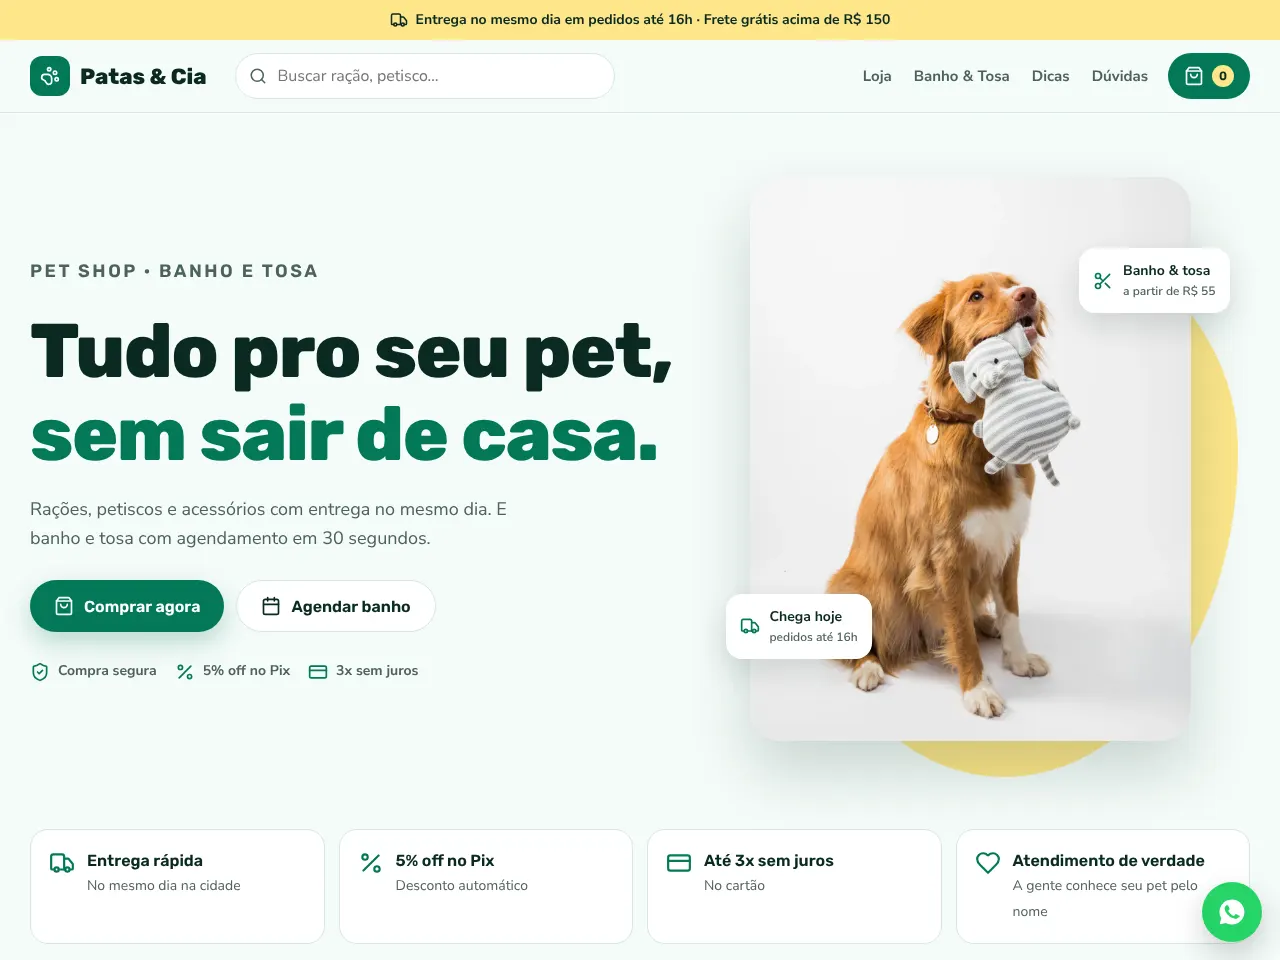 Entrega no mesmo dia em pedidos até 16h · Frete grátis acima de R$ 150
Patas & Cia
Buscar ração, petisco...
Loja
Banho & Tosa
Dicas
Dúvidas
0
PET SHOP • BANHO E TOSA
Tudo pro seu pet,
sem sair de casa.
Rações, petiscos e acessórios com entrega no mesmo dia. E
banho e tosa com agendamento em 30 segundos.
Comprar agora
Agendar banho
Compra segura
5% off no Pix
3x sem juros
Banho & tosa
a partir de R$ 55
Chega hoje
pedidos até 16h
Entrega rápida
No mesmo dia na cidade
5% off no Pix
Desconto automático
Até 3x sem juros
No cartão
Atendimento de verdade
A gente conhece seu pet pelo
nome